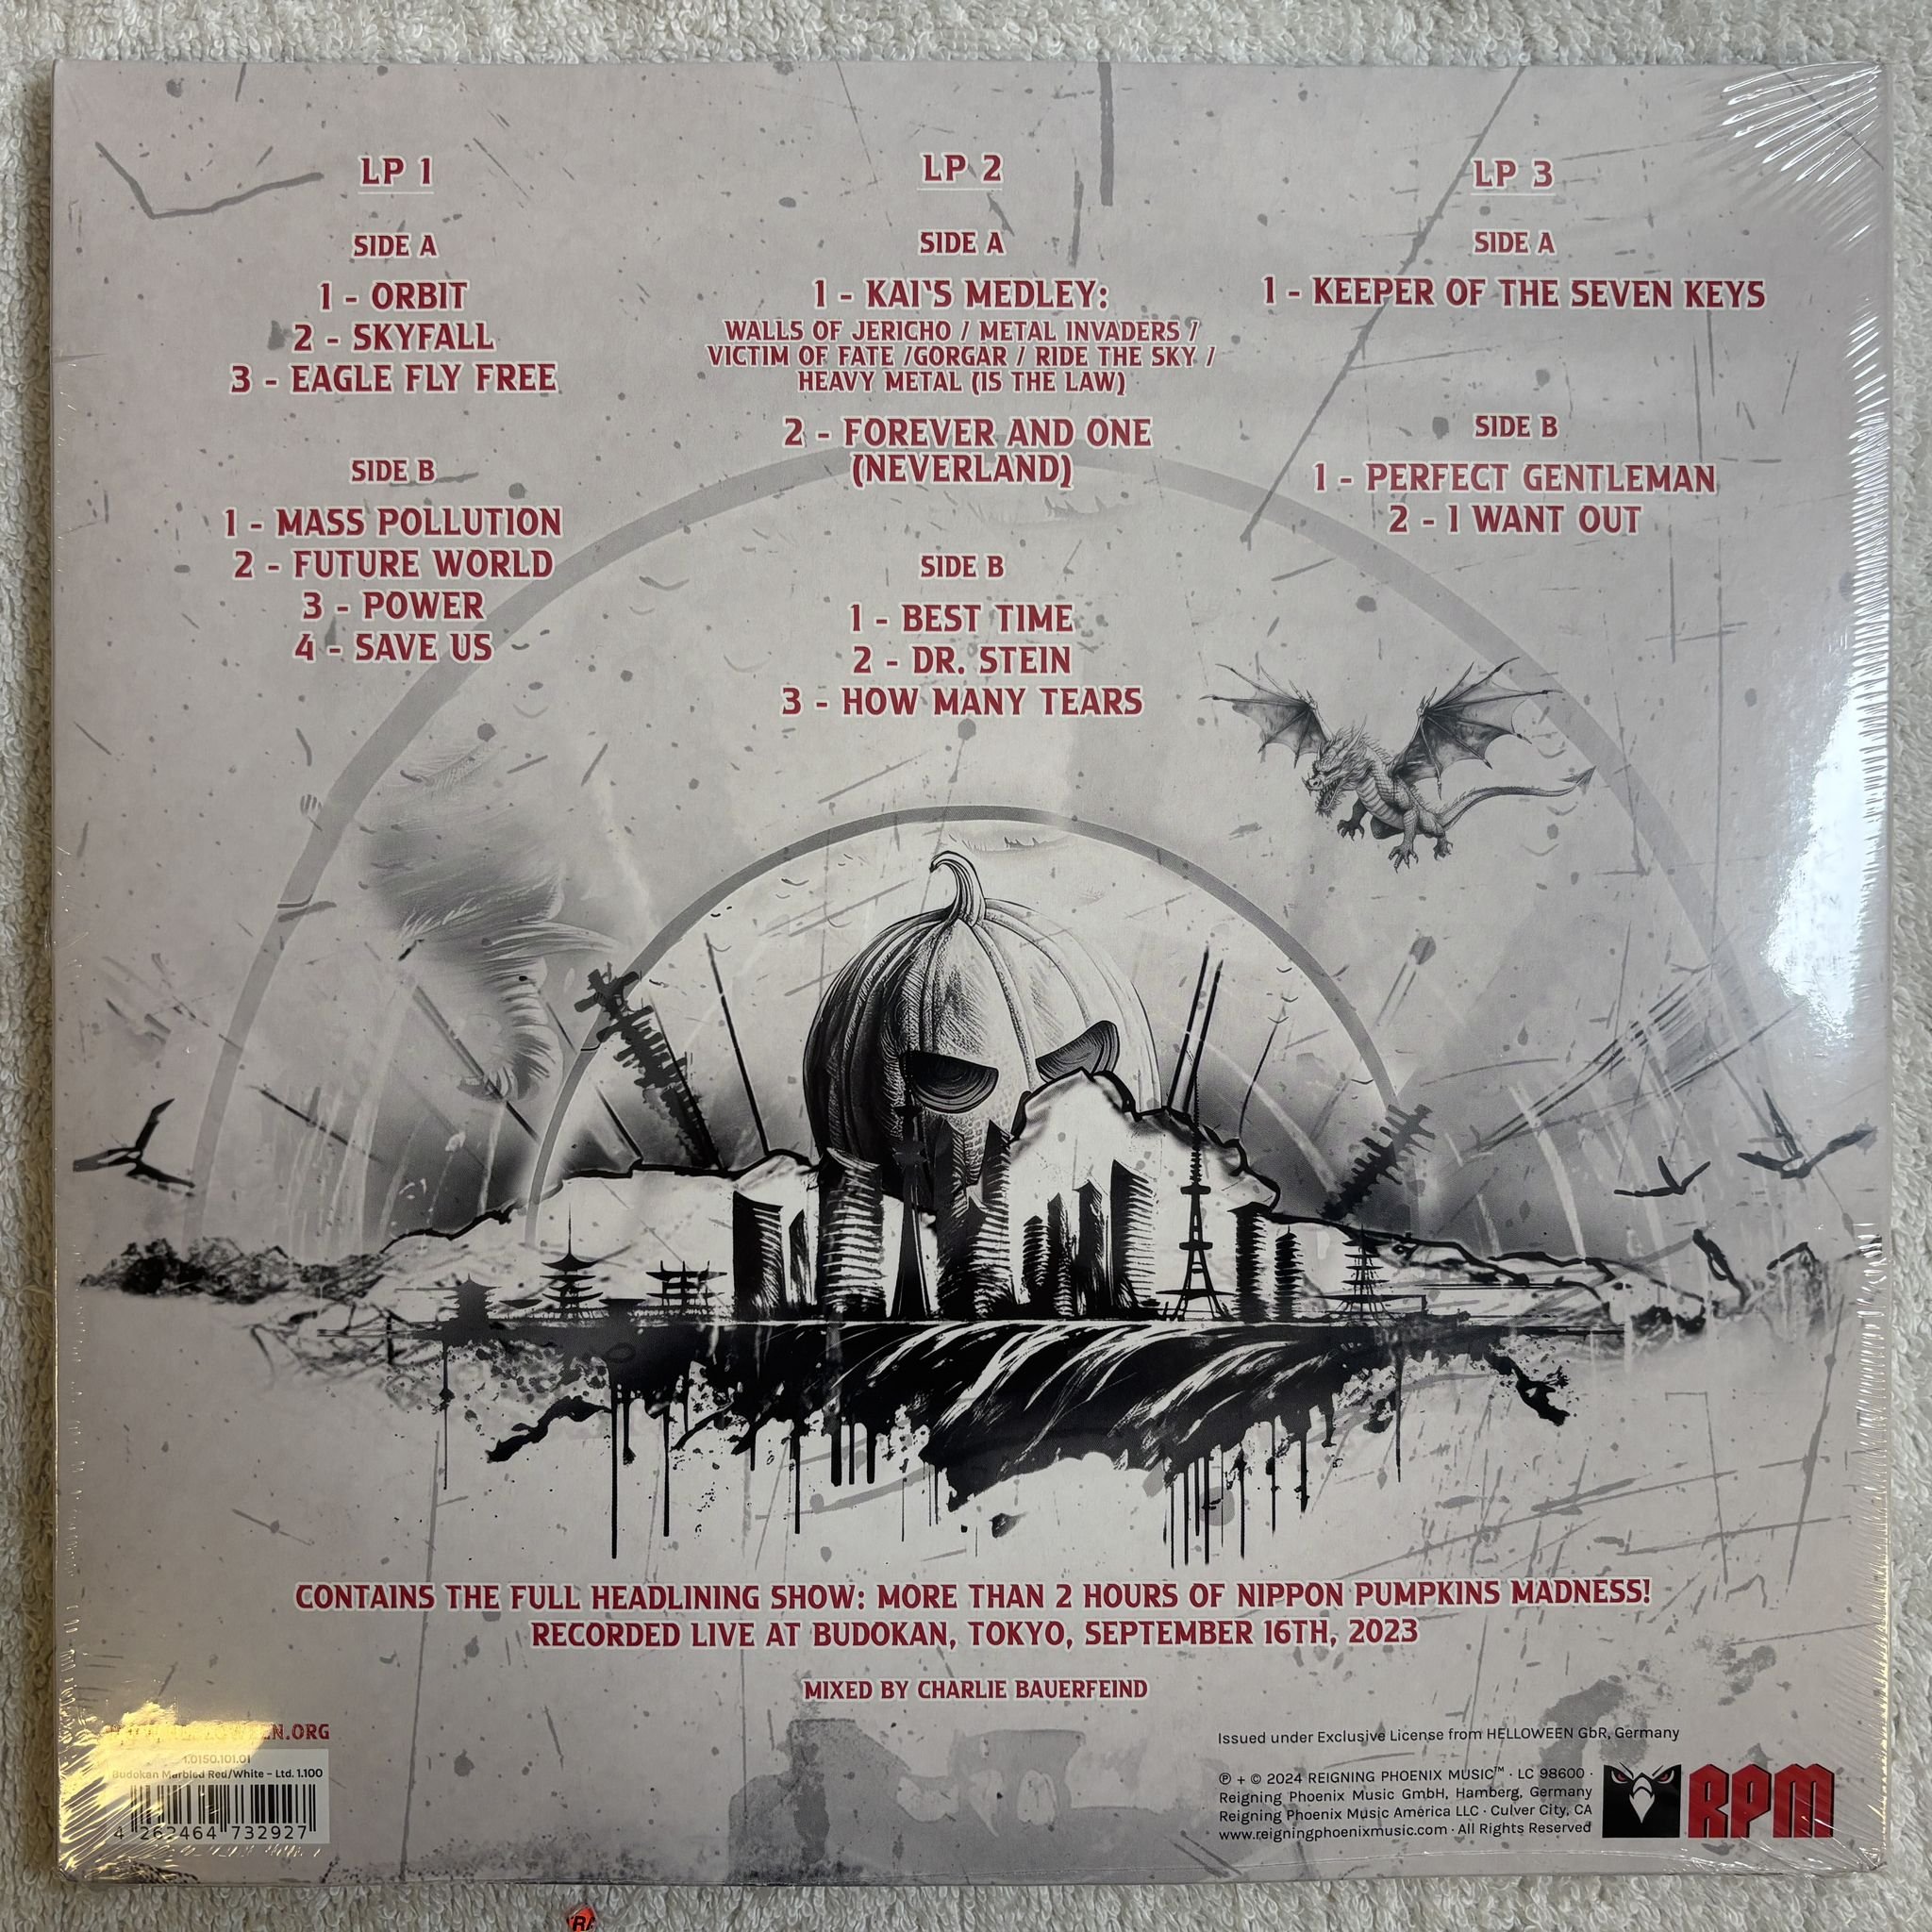 LP 1
SIDE A
1 - ORBIT
2 - SKYFALL
3 - EAGLE FLY FREE
SIDE B
1 - MASS POLLUTION
2 - FUTURE WORLD
3 - POWER
4 - SAVE US
LP 2
SIDE A
1 - KAI'S MEDLEY:
WALLS OF JERICHO / METAL INVADERS /
VICTIM OF FATE /GORGAR / RIDE THE SKY /
HEAVY METAL (IS THE LAW)
2 - FOREVER AND ONE
(NEVERLAND)
SIDE B
1 - BEST TIME
2 - DR. STEIN
3 - HOW MANY TEARS
LP 3
SIDE A
1 - KEEPER OF THE SEVEN KEYS
SIDE B
1 - PERFECT GENTLEMAN
2 - I WANT OUT
CONTAINS THE FULL HEADLINING SHOW: MORE THAN 2 HOURS OF NIPPON PUMPKINS MADNESS!
RECORDED LIVE AT BUDOKAN, TOKYO, SEPTEMBER 16TH, 2023
MIXED BY CHARLIE BAUERFEIND
1.0150.101.01
Budokan Marbled Red/White - Ltd. 1.100
4 262464 732927
Issued under Exclusive License from HELLOWEEN GbR, Germany
℗ + © 2024 REIGNING PHOENIX MUSIC™ · LC 98600 ·
Reigning Phoenix Music GmbH, Hamberg, Germany
Reigning Phoenix Music America LLC · Culver City, CA
www.reigningphoenixmusic.com · All Rights Reserved
RPM